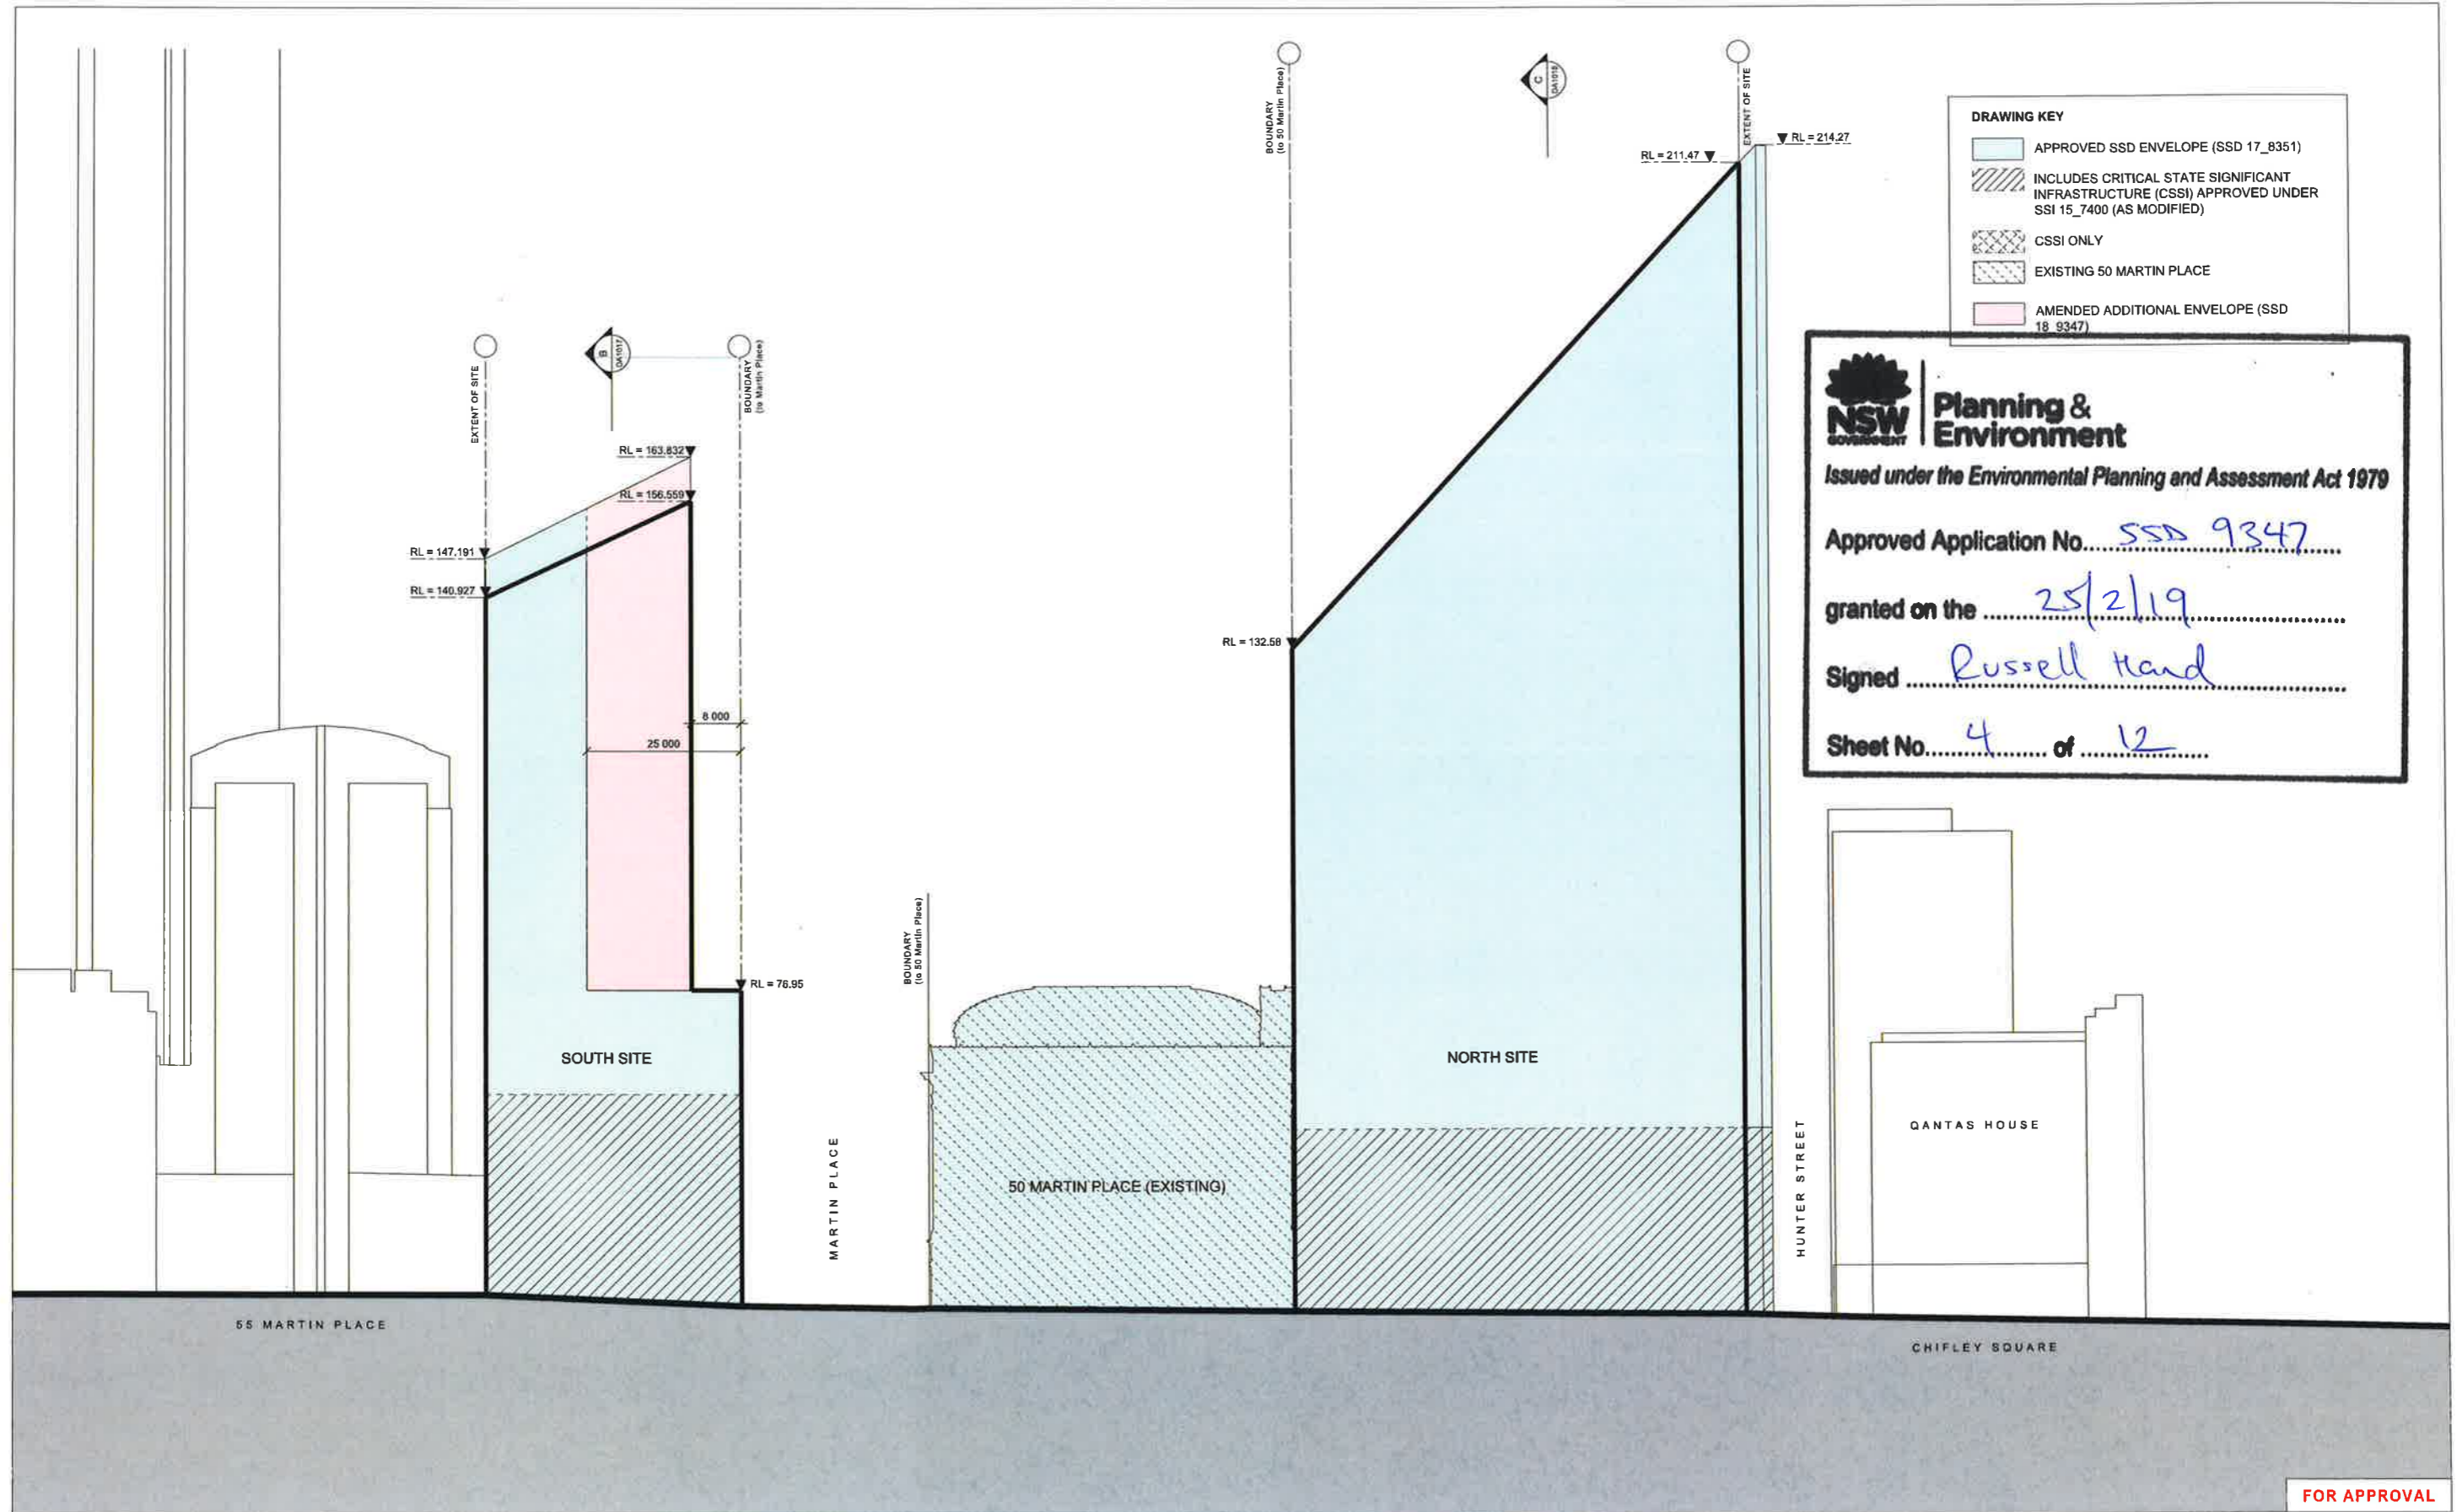 BOUNDARY
(to 50 Martin Place)
C
DA1018
EXTENT OF SITE
RL = 211.47
RL = 214.27
DRAWING KEY
APPROVED SSD ENVELOPE (SSD 17_8351)
INCLUDES CRITICAL STATE SIGNIFICANT
INFRASTRUCTURE (CSSI) APPROVED UNDER
SSI 15_7400 (AS MODIFIED)
CSSI ONLY
EXISTING 50 MARTIN PLACE
AMENDED ADDITIONAL ENVELOPE (SSD
18_9347)
NSW
GOVERNMENT
Planning &
Environment
Issued under the Environmental Planning and Assessment Act 1979
Approved Application No. SSD 9347
granted on the 25/2/19
Signed Russell Hand
Sheet No. 4 of 12
EXTENT OF SITE
B
DA1017
BOUNDARY
(to Martin Place)
RL = 163.832
RL = 156.559
RL = 147.191
RL = 140.927
RL = 132.58
8 000
25 000
RL = 76.95
BOUNDARY
(to 50 Martin Place)
SOUTH SITE
NORTH SITE
MARTIN PLACE
50 MARTIN PLACE (EXISTING)
HUNTER STREET
QANTAS HOUSE
55 MARTIN PLACE
CHIFLEY SQUARE
FOR APPROVAL